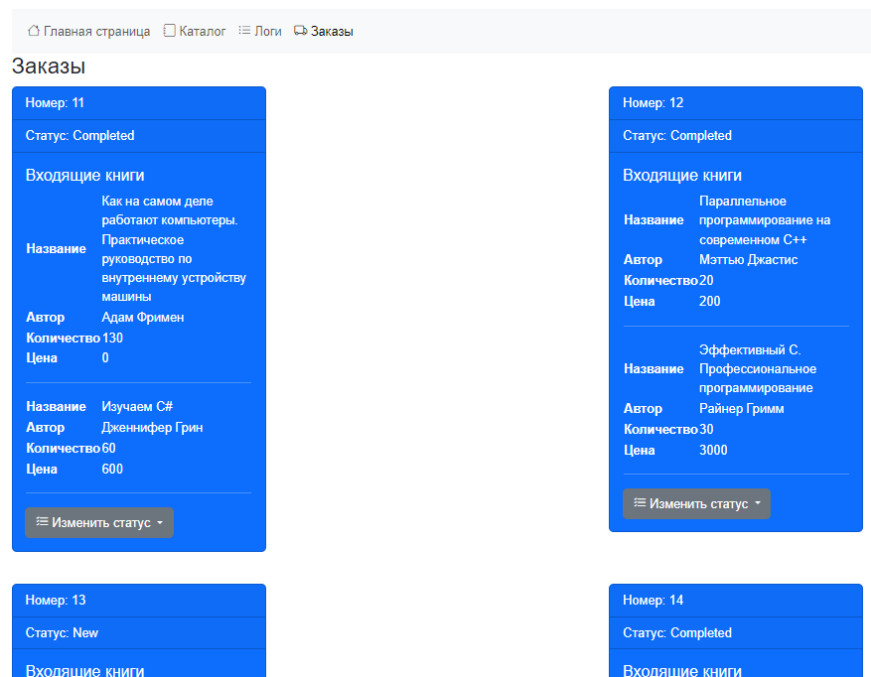 Главная страница Каталог Логи Заказы
Заказы
Номер: 11
Статус: Completed
Входящие книги
Название Как на самом деле
работают компьютеры.
Практическое
руководство по
внутреннему устройству
машины
Автор Адам Фримен
Количество 130
Цена 0
Название Изучаем C#
Автор Дженнифер Грин
Количество 60
Цена 600
Изменить статус
Номер: 12
Статус: Completed
Входящие книги
Название Параллельное
программирование на
современном C++
Автор Мэттью Джастис
Количество 20
Цена 200
Название Эффективный C.
Профессиональное
программирование
Автор Райнер Гримм
Количество 30
Цена 3000
Изменить статус
Номер: 13
Статус: New
Входящие книги
Номер: 14
Статус: Completed
Входящие книги